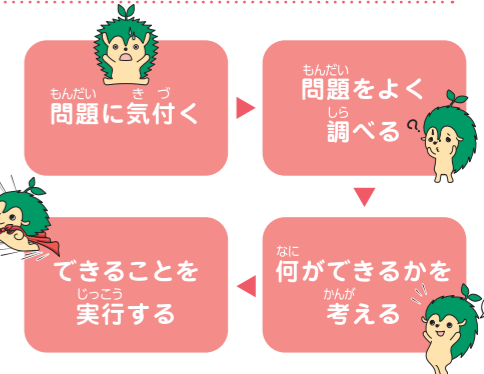 もんだい き づ
問題に気付く
もんだい
問題をよく
しら
調べる
?
なに
何ができるかを
かんが
考える
できることを
じっこう
実行する